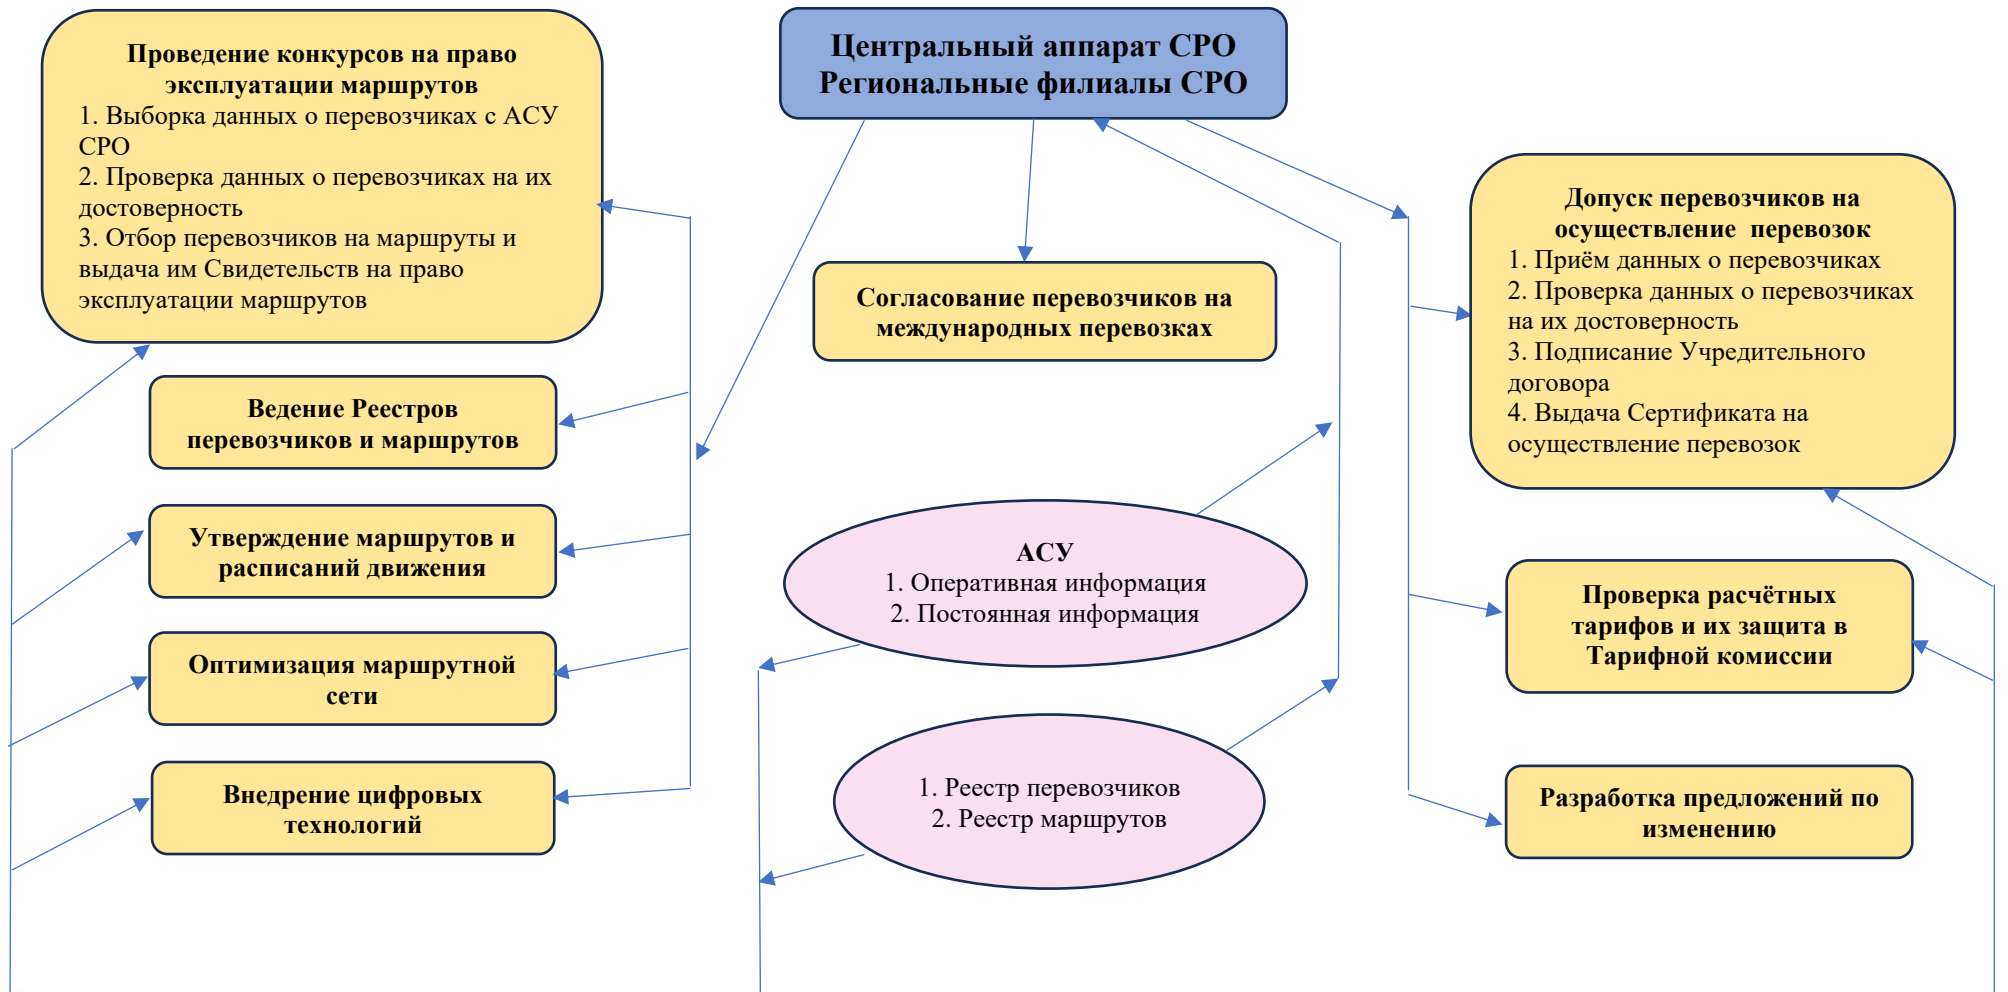 Проведение конкурсов на право
эксплуатации маршрутов
1. Выборка данных о перевозчиках с АСУ
СРО
2. Проверка данных о перевозчиках на их
достоверность
3. Отбор перевозчиков на маршруты и
выдача им Свидетельств на право
эксплуатации маршрутов
Ведение Реестров
перевозчиков и маршрутов
Утверждение маршрутов и
расписаний движения
Оптимизация маршрутной
сети
Внедрение цифровых
технологий
Центральный аппарат СРО
Региональные филиалы СРО
Согласование перевозчиков на
международных перевозках
АСУ
1. Оперативная информация
2. Постоянная информация
1. Реестр перевозчиков
2. Реестр маршрутов
Допуск перевозчиков на
осуществление перевозок
1. Приём данных о перевозчиках
2. Проверка данных о перевозчиках
на их достоверность
3. Подписание Учредительного
договора
4. Выдача Сертификата на
осуществление перевозок
Проверка расчётных
тарифов и их защита в
Тарифной комиссии
Разработка предложений по
изменению